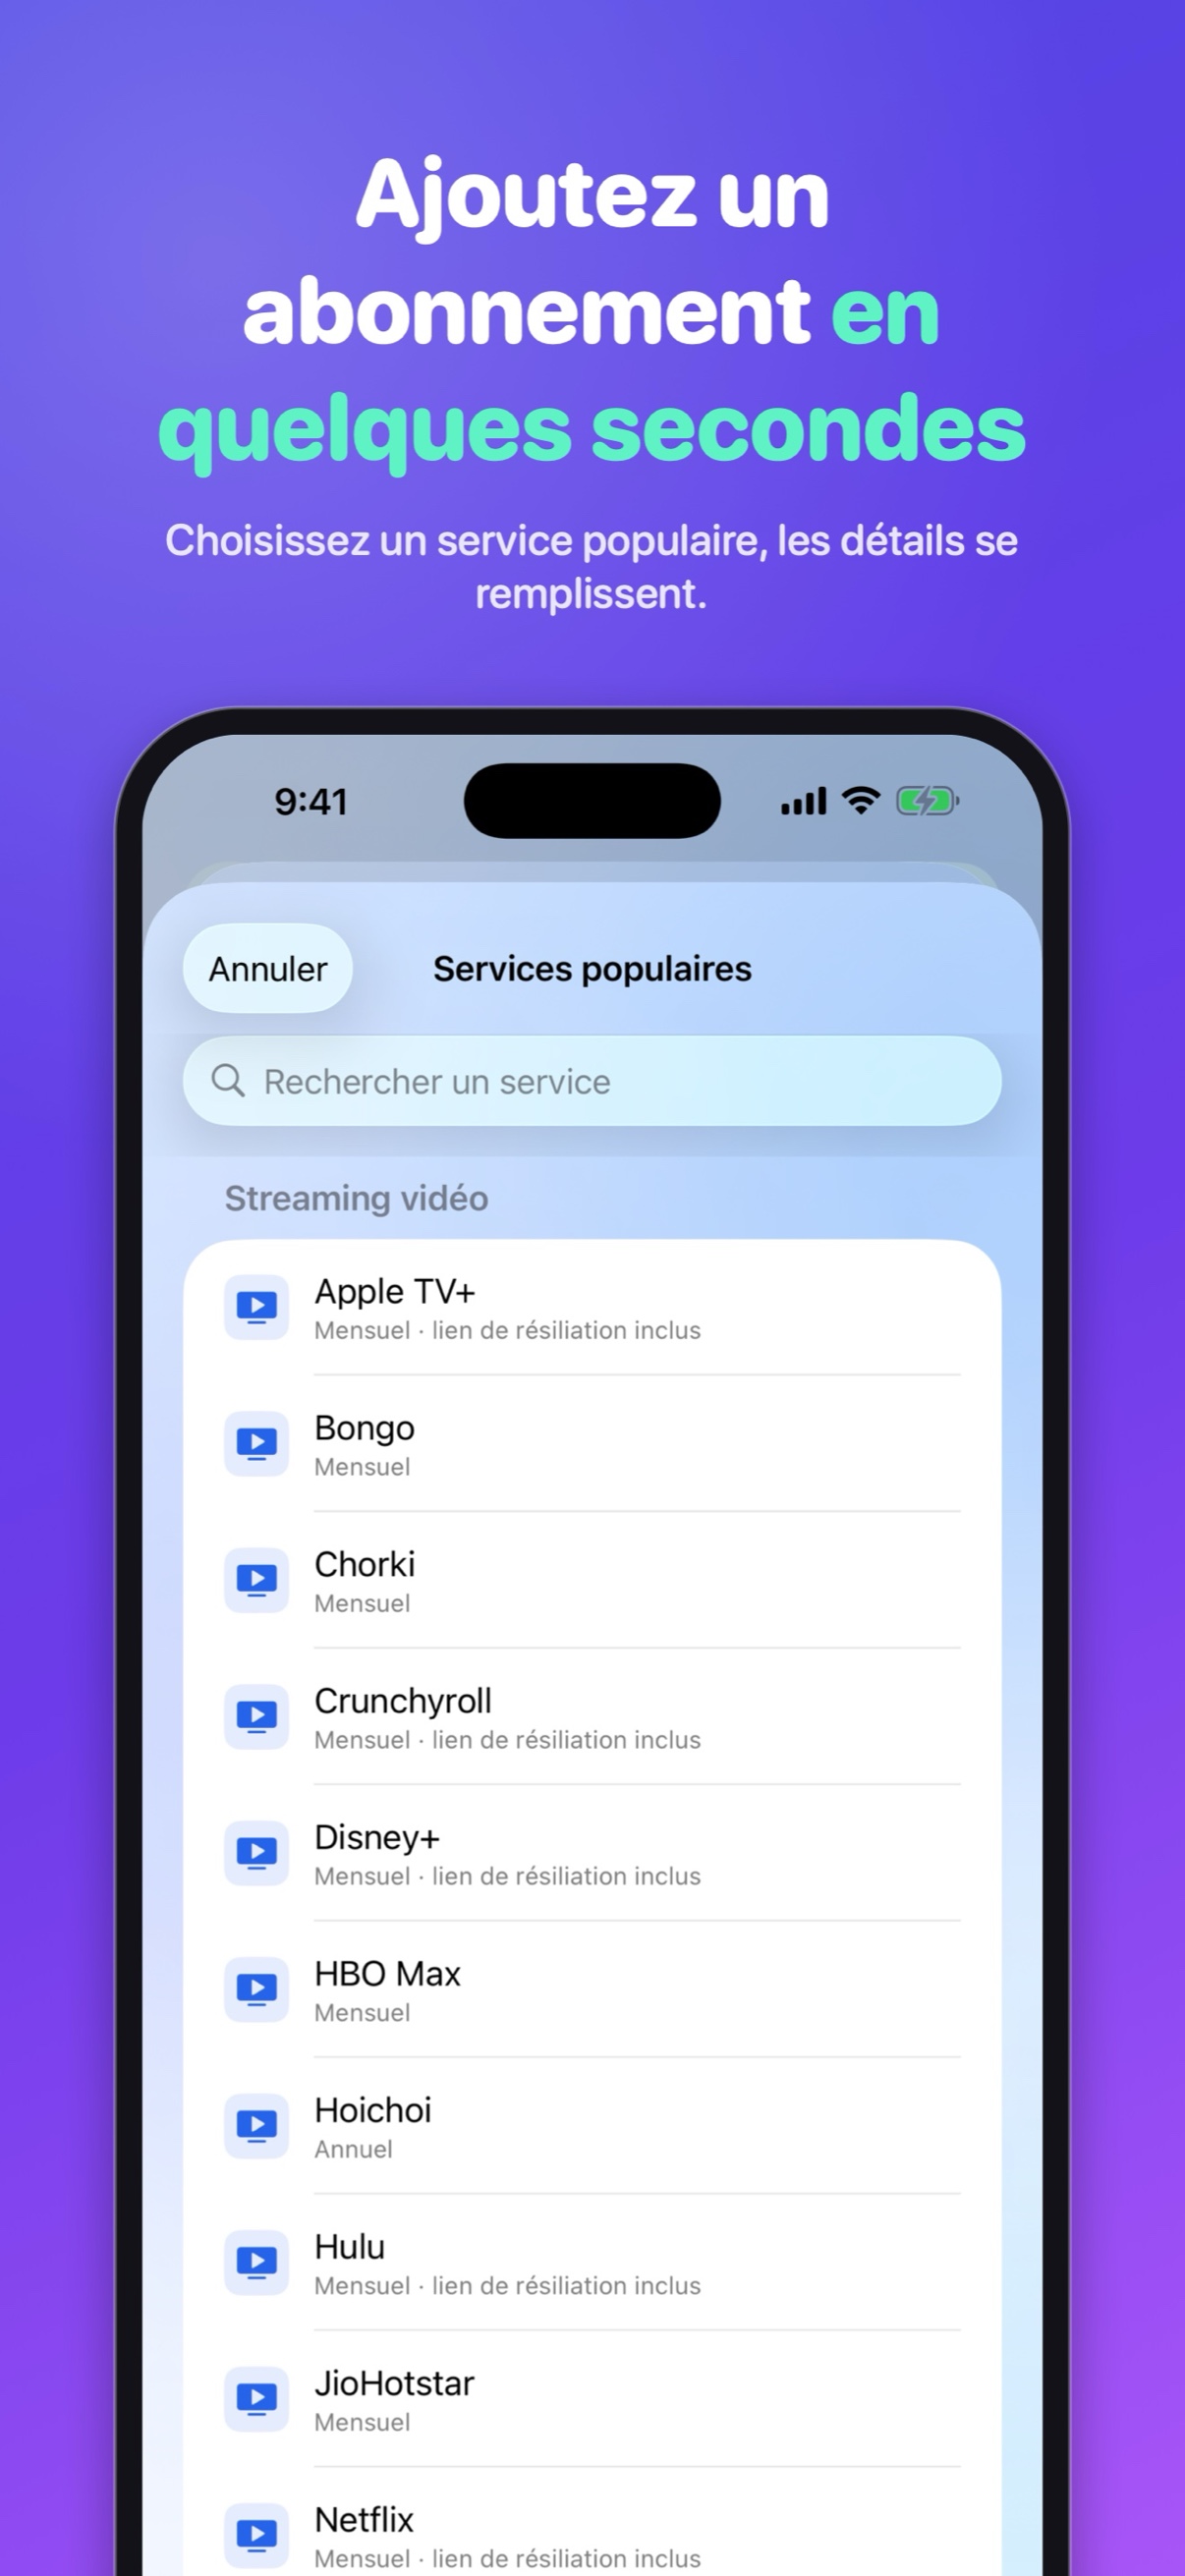 Ajoutez un
abonnement en
quelques secondes
Choisissez un service populaire, les détails se
remplissent.
9:41
Annuler
Services populaires
Rechercher un service
Streaming vidéo
Apple TV+
Mensuel · lien de résiliation inclus
Bongo
Mensuel
Chorki
Mensuel
Crunchyroll
Mensuel · lien de résiliation inclus
Disney+
Mensuel · lien de résiliation inclus
HBO Max
Mensuel
Hoichoi
Annuel
Hulu
Mensuel · lien de résiliation inclus
JioHotstar
Mensuel
Netflix
Mensuel · lien de résiliation inclus